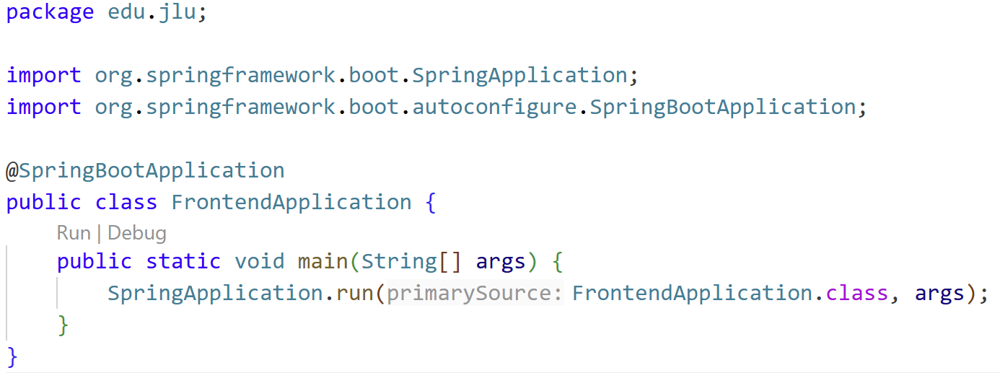 package edu.jlu;
import org.springframework.boot.SpringApplication;
import org.springframework.boot.autoconfigure.SpringBootApplication;
@SpringBootApplication
public class FrontendApplication {
Run | Debug
public static void main(String[] args) {
SpringApplication.run(primarySource: FrontendApplication.class, args);
}
}